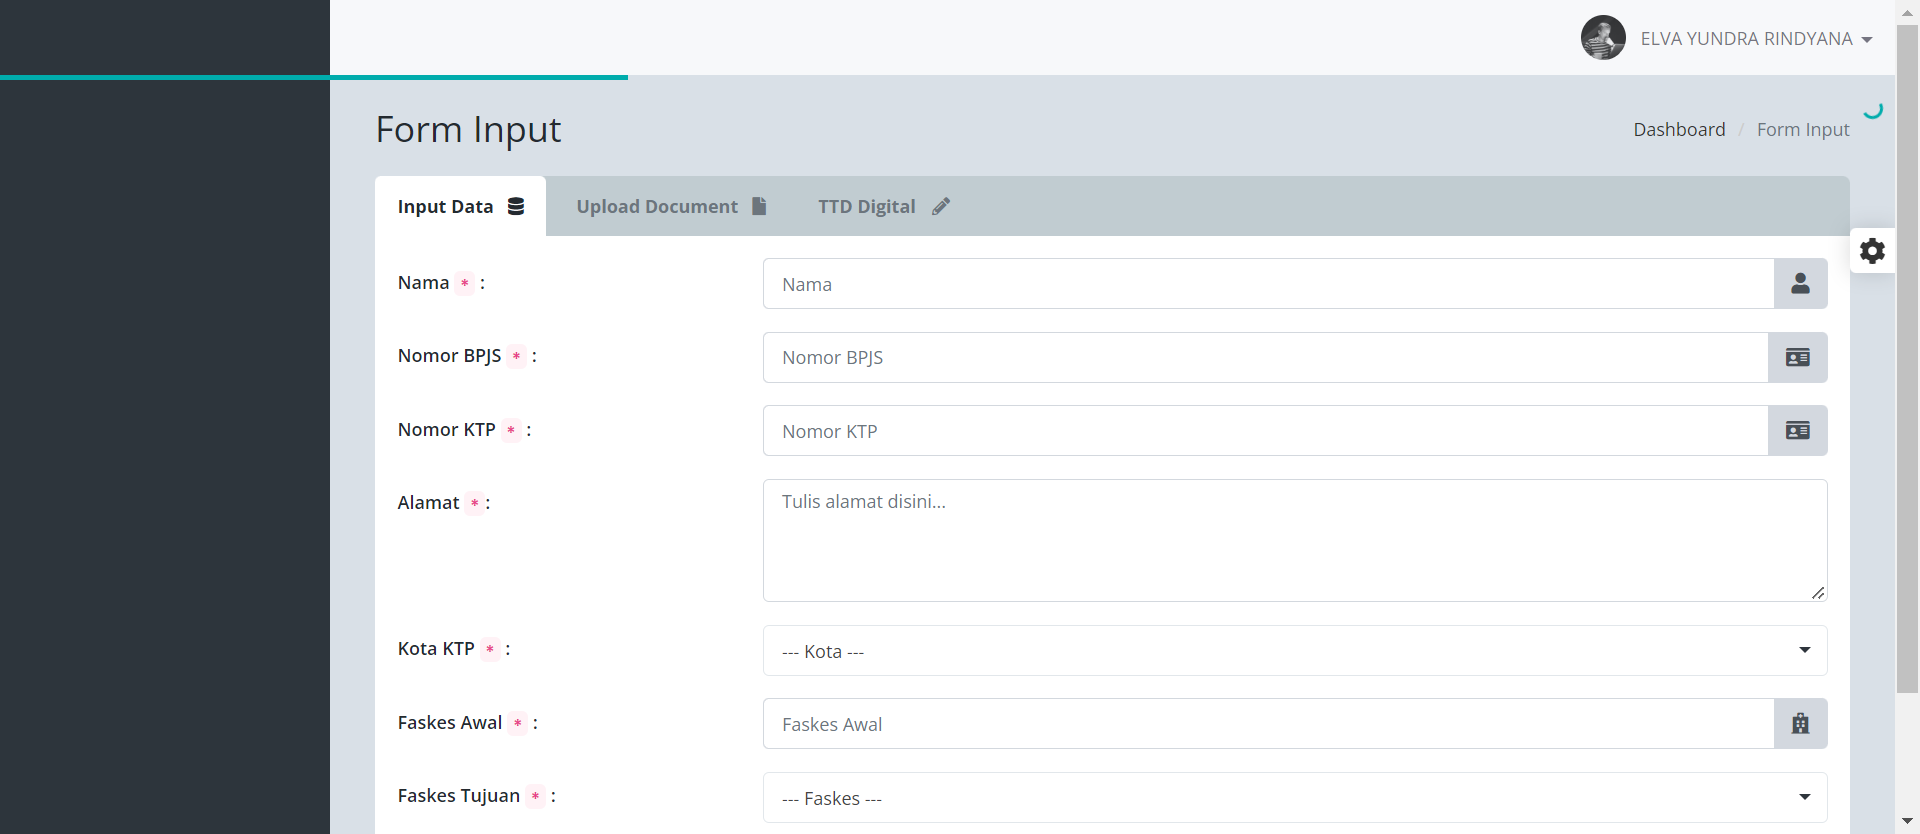 ELVA YUNDRA RINDYANA
Form Input
Dashboard / Form Input
Input Data
Upload Document
TTD Digital
Nama * :
Nama
Nomor BPJS * :
Nomor BPJS
Nomor KTP * :
Nomor KTP
Alamat * :
Tulis alamat disini...
Kota KTP * :
--- Kota ---
Faskes Awal * :
Faskes Awal
Faskes Tujuan * :
--- Faskes ---